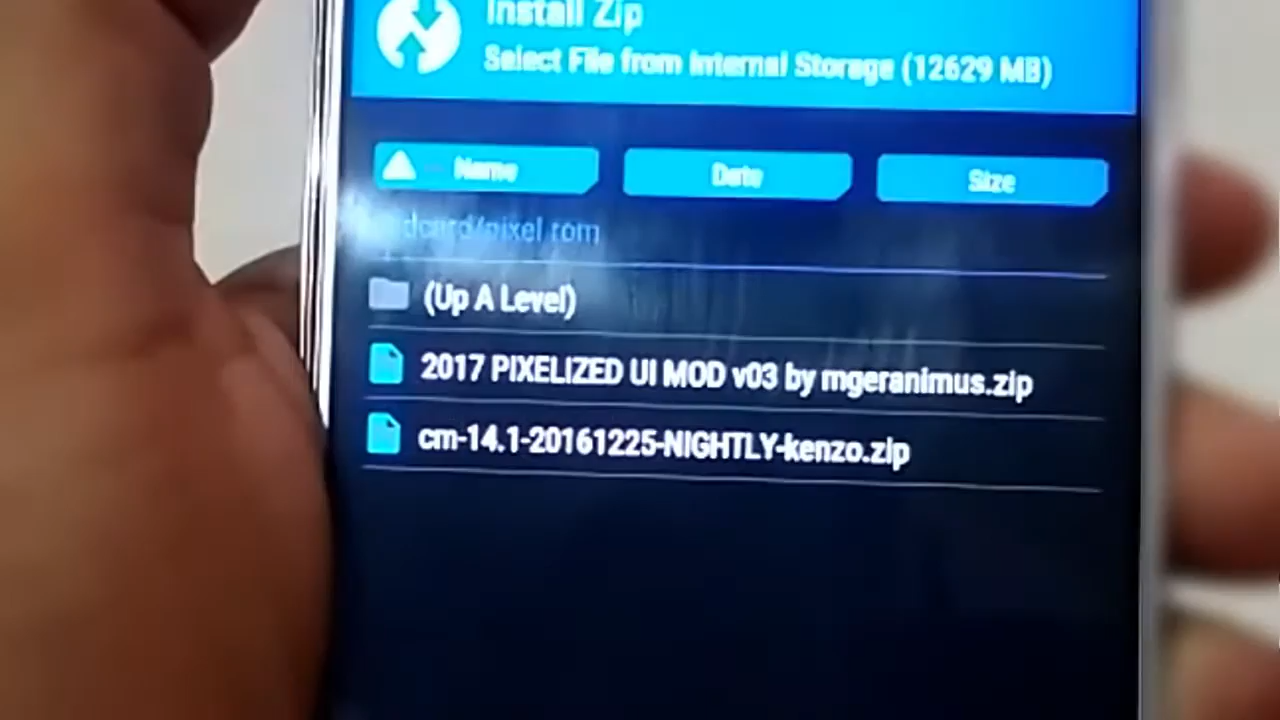 Install Zip
Select File from Internal Storage (12629 MB)
Name
Date
Size
(Up A Level)
2017 PIXELIZED UI MOD v03 by mgeranimus.zip
cm-14.1-20161225-NIGHTLY-kenzo.zip